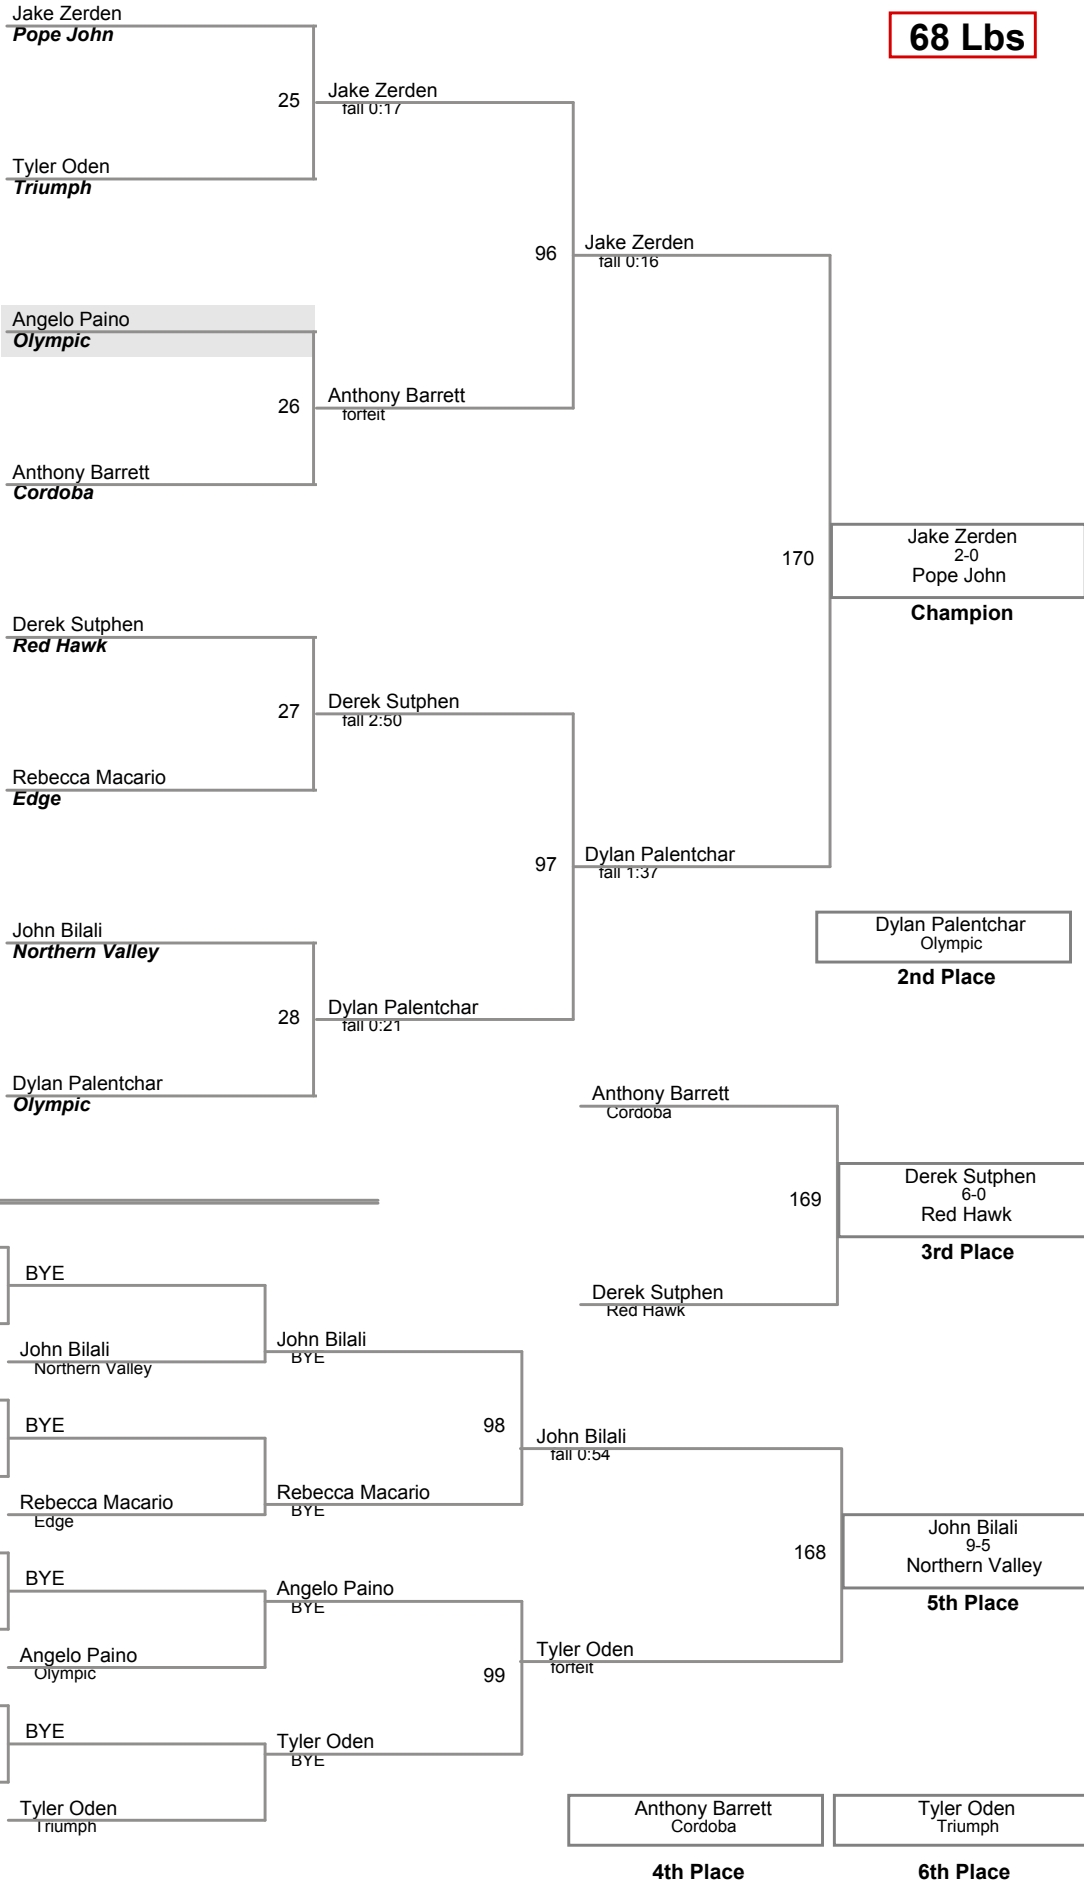 Jake Zerden
Pope John
68 Lbs
25
Jake Zerden
fall 0:17
Tyler Oden
Triumph
96
Jake Zerden
fall 0:16
Angelo Paino
Olympic
26
Anthony Barrett
forfeit
Anthony Barrett
Cordoba
170
Jake Zerden
2-0
Pope John
Champion
Derek Sutphen
Red Hawk
27
Derek Sutphen
fall 2:50
Rebecca Macario
Edge
97
Dylan Palentchar
fall 1:37
John Bilali
Northern Valley
Dylan Palentchar
Olympic
2nd Place
28
Dylan Palentchar
fall 0:21
Dylan Palentchar
Olympic
Anthony Barrett
Cordoba
169
Derek Sutphen
6-0
Red Hawk
3rd Place
Derek Sutphen
Red Hawk
BYE
John Bilali
Northern Valley
John Bilali
BYE
BYE
98
John Bilali
fall 0:54
Rebecca Macario
Edge
Rebecca Macario
BYE
168
John Bilali
9-5
Northern Valley
5th Place
BYE
Angelo Paino
BYE
Angelo Paino
Olympic
99
Tyler Oden
forfeit
BYE
Tyler Oden
BYE
Tyler Oden
Triumph
Anthony Barrett
Cordoba
4th Place
Tyler Oden
Triumph
6th Place